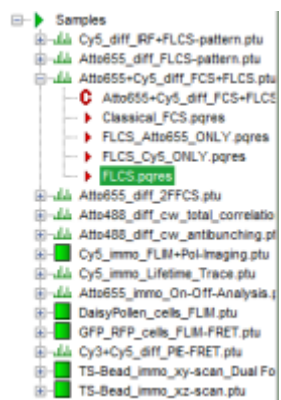 Samples
Cy5_diff_IRF+FLCS-pattern.ptu
Atto655_diff_FLCS-pattern.ptu
Atto655+Cy5_diff_FCS+FLCS.ptu
Atto655+Cy5_diff_FCS+FLCS
Classical_FCS.pqres
FLCS_Atto655_ONLY.pqres
FLCS_Cy5_ONLY.pqres
FLCS.pqres
Atto655_diff_2FFCS.ptu
Atto488_diff_cw_total_correlatio
Atto488_diff_cw_antibunching.pt
Cy5_immo_FLIM+Pol-Imaging.ptu
Cy5_immo_Lifetime_Trace.ptu
Atto655_immo_On-Off-Analysis.p
DaisyPollen_cells_FLIM.ptu
GFP_RFP_cells_FLIM-FRET.ptu
Cy3+Cy5_diff_PIE-FRET.ptu
TS-Bead_immo_xy-scan_Dual Fo
TS-Bead_immo_xz-scan.ptu